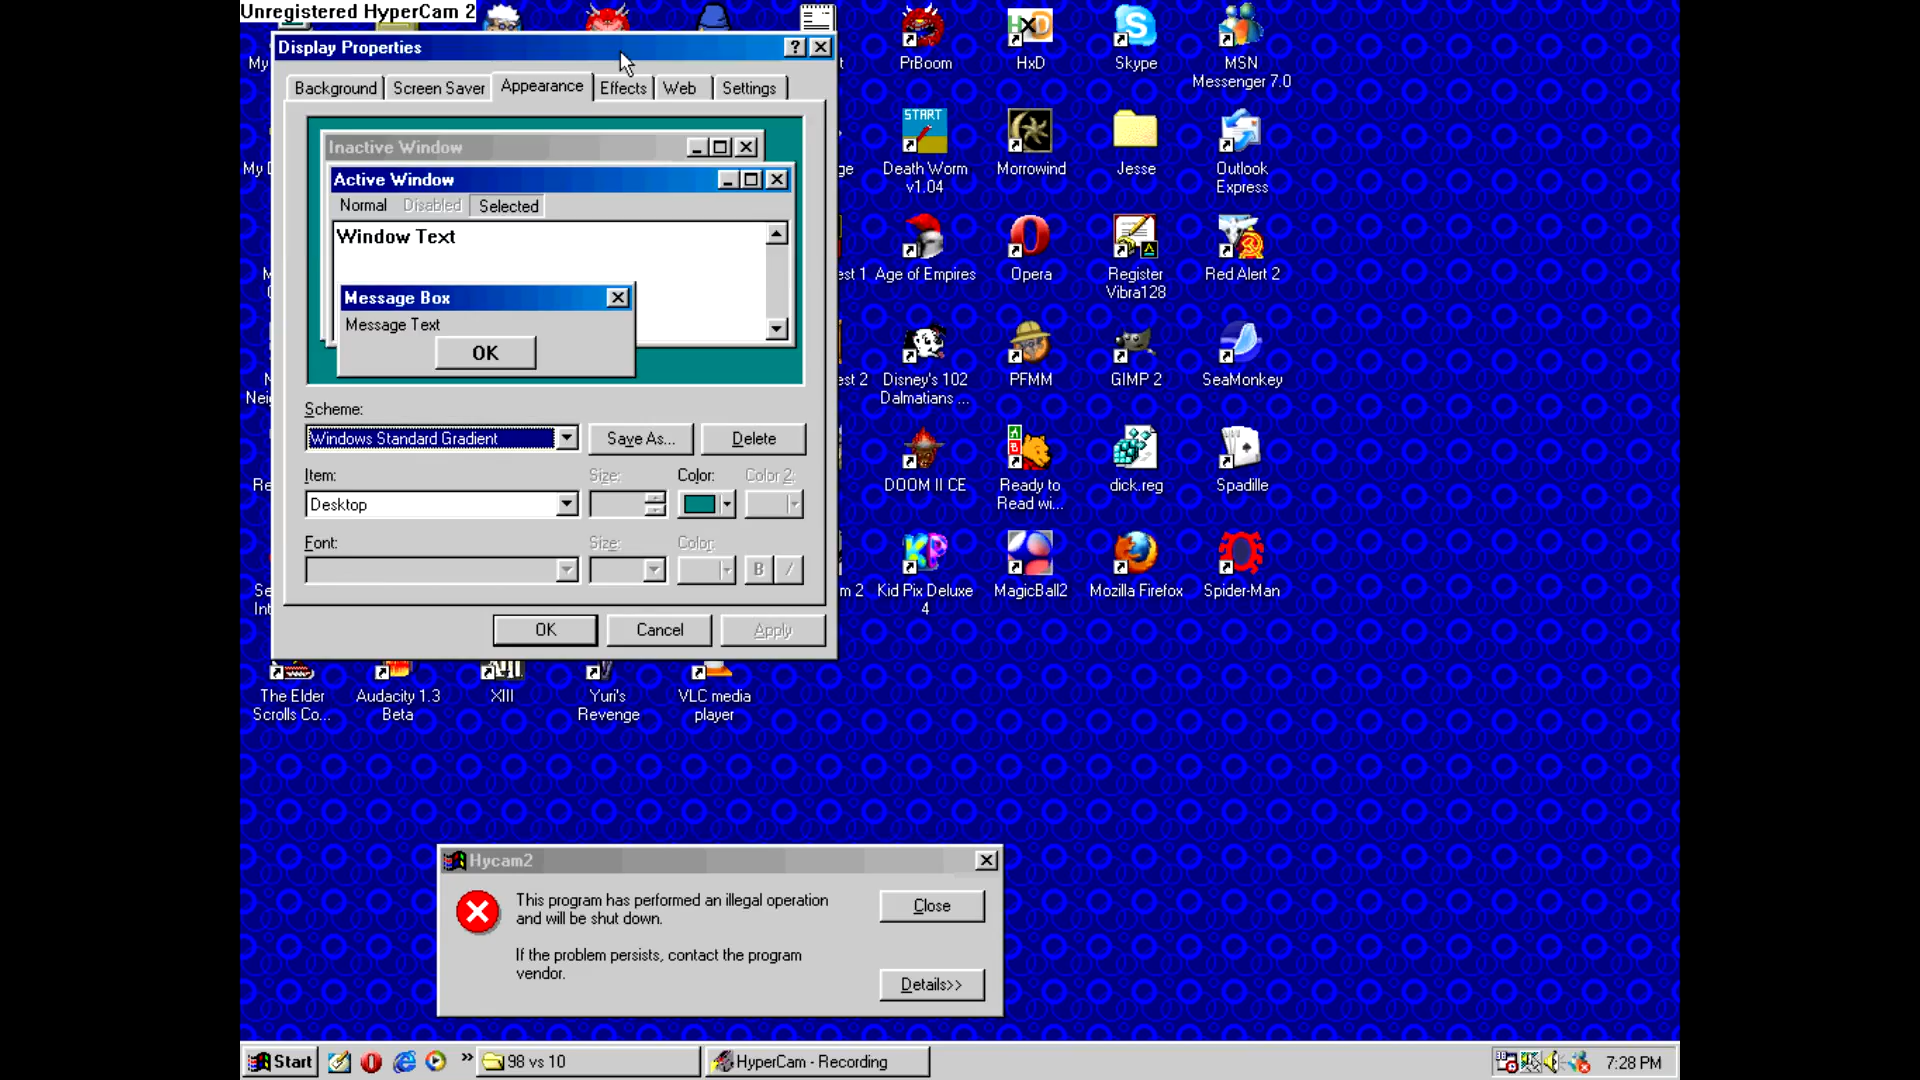 Unregistered HyperCam 2
Display Properties
Background
Screen Saver
Appearance
Effects
Web
Settings
Inactive Window
Active Window
Normal
Disabled
Selected
Window Text
Message Box
Message Text
OK
Scheme:
Windows Standard Gradient
Save As...
Delete
Item:
Size:
Color:
Color 2:
Desktop
Font:
Size:
Color:
B
/
OK
Cancel
Apply
PrBoom
HxD
Skype
MSN
Messenger 7.0
START
Death Worm
v1.04
Morrowind
Jesse
Outlook
Express
Age of Empires
Opera
Register
Vibra128
Red Alert 2
Disney's 102
Dalmatians ...
PFMM
GIMP 2
SeaMonkey
DOOM II CE
Ready to
Read wi...
dick.reg
Spadille
Kid Pix Deluxe
4
MagicBall2
Mozilla Firefox
Spider-Man
The Elder
Scrolls Co...
Audacity 1.3
Beta
XIII
Yuri's
Revenge
VLC media
player
Hycam2
This program has performed an illegal operation
and will be shut down.
If the problem persists, contact the program
vendor.
Close
Details>>
Start
98 vs 10
HyperCam - Recording
7:28 PM